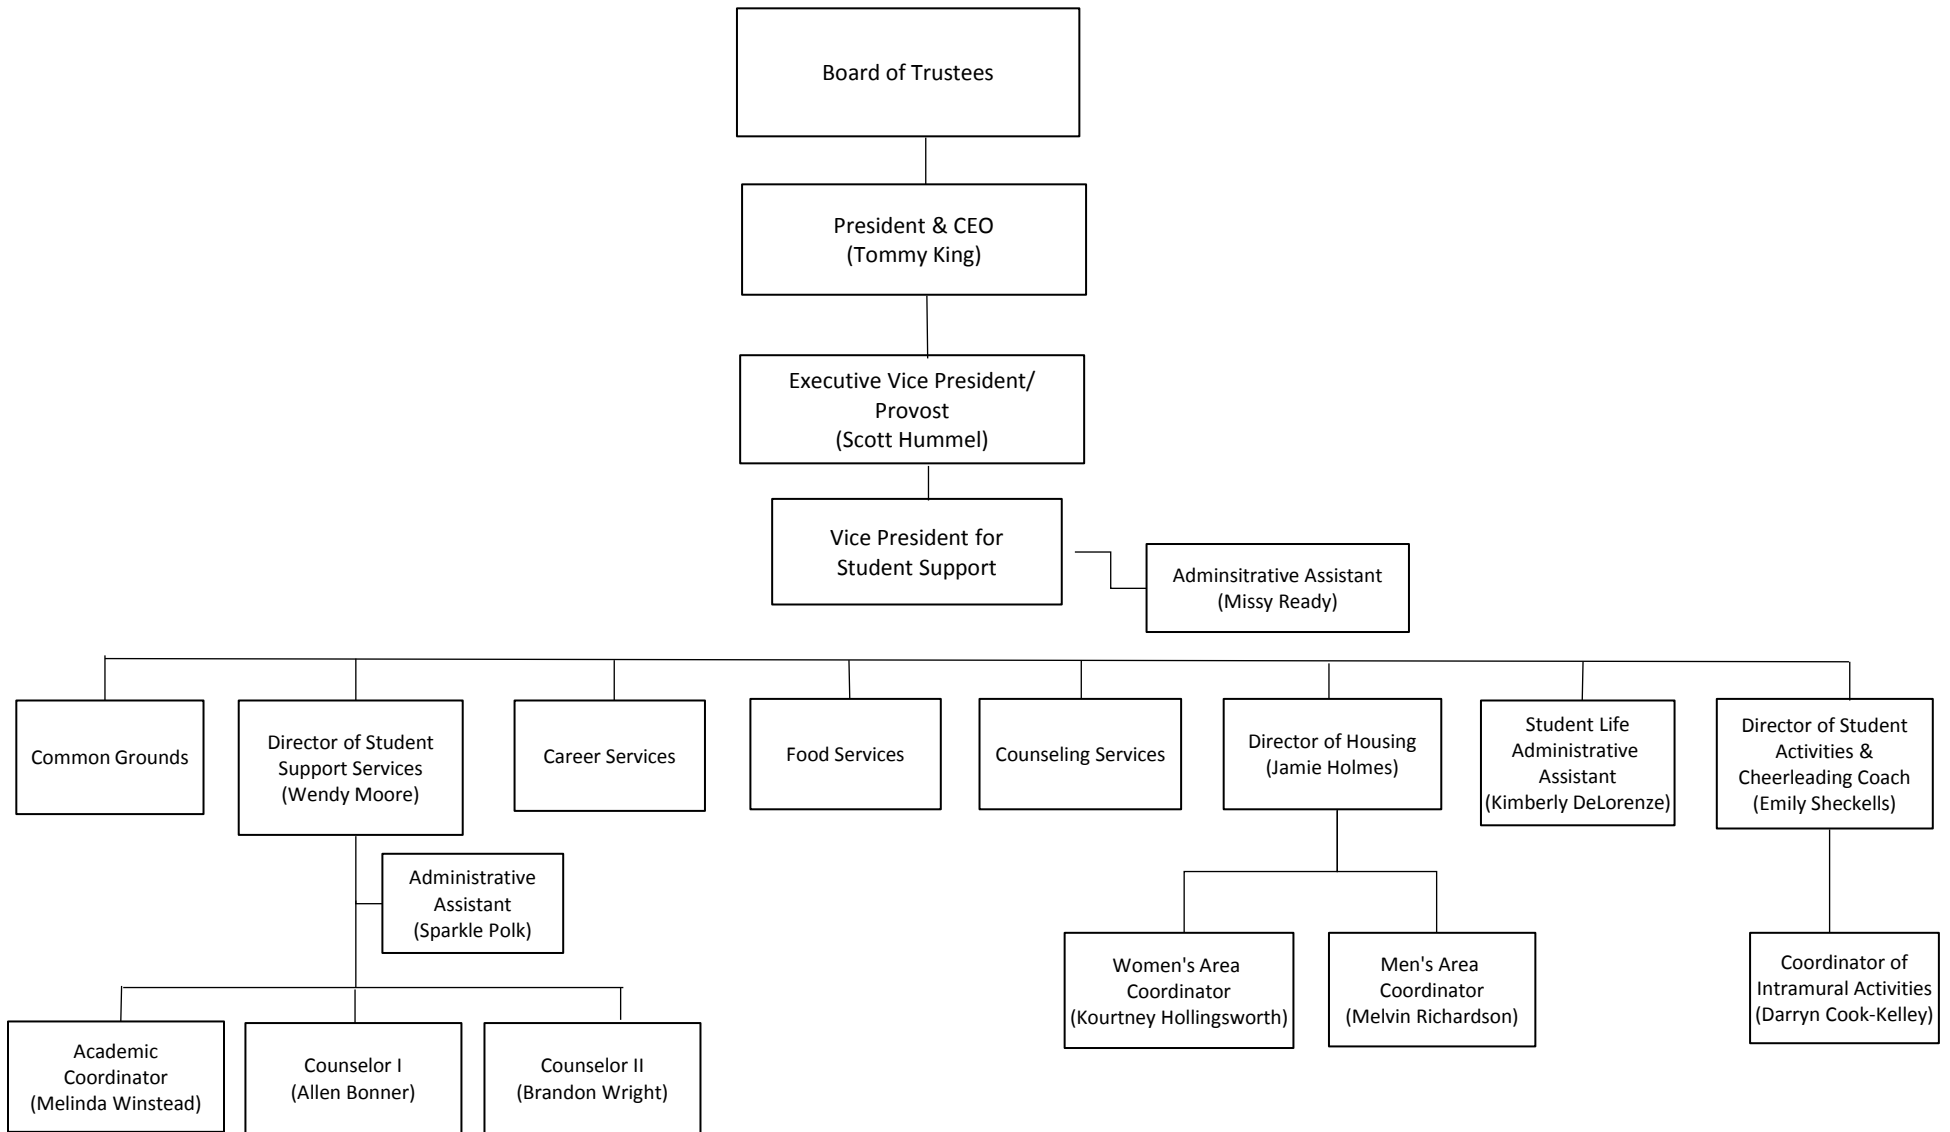 Board of Trustees
President & CEO
(Tommy King)
Executive Vice President/
Provost
(Scott Hummel)
Vice President for
Student Support
Adminsitrative Assistant
(Missy Ready)
Common Grounds
Director of Student
Support Services
(Wendy Moore)
Career Services
Food Services
Counseling Services
Director of Housing
(Jamie Holmes)
Student Life
Administrative
Assistant
(Kimberly DeLorenze)
Director of Student
Activities &
Cheerleading Coach
(Emily Sheckells)
Administrative
Assistant
(Sparkle Polk)
Women's Area
Coordinator
(Kourtney Hollingsworth)
Men's Area
Coordinator
(Melvin Richardson)
Coordinator of
Intramural Activities
(Darryn Cook-Kelley)
Academic
Coordinator
(Melinda Winstead)
Counselor I
(Allen Bonner)
Counselor II
(Brandon Wright)